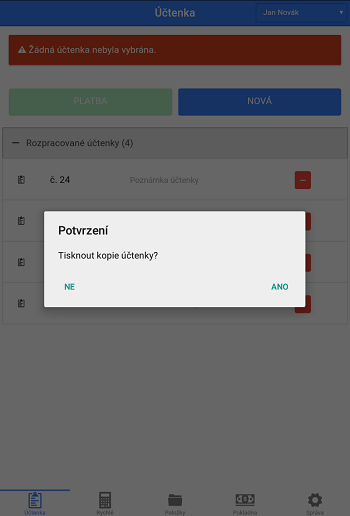 Účtenka
Jan Novák
Žádná účtenka nebyla vybrána.
PLATBA
NOVÁ
Rozpracované účtenky (4)
č. 24
Poznámka účtenky
Potvrzení
Tisknout kopie účtenky?
NE
ANO
Účtenka
Rychlé
Položky
Pokladna
Správa